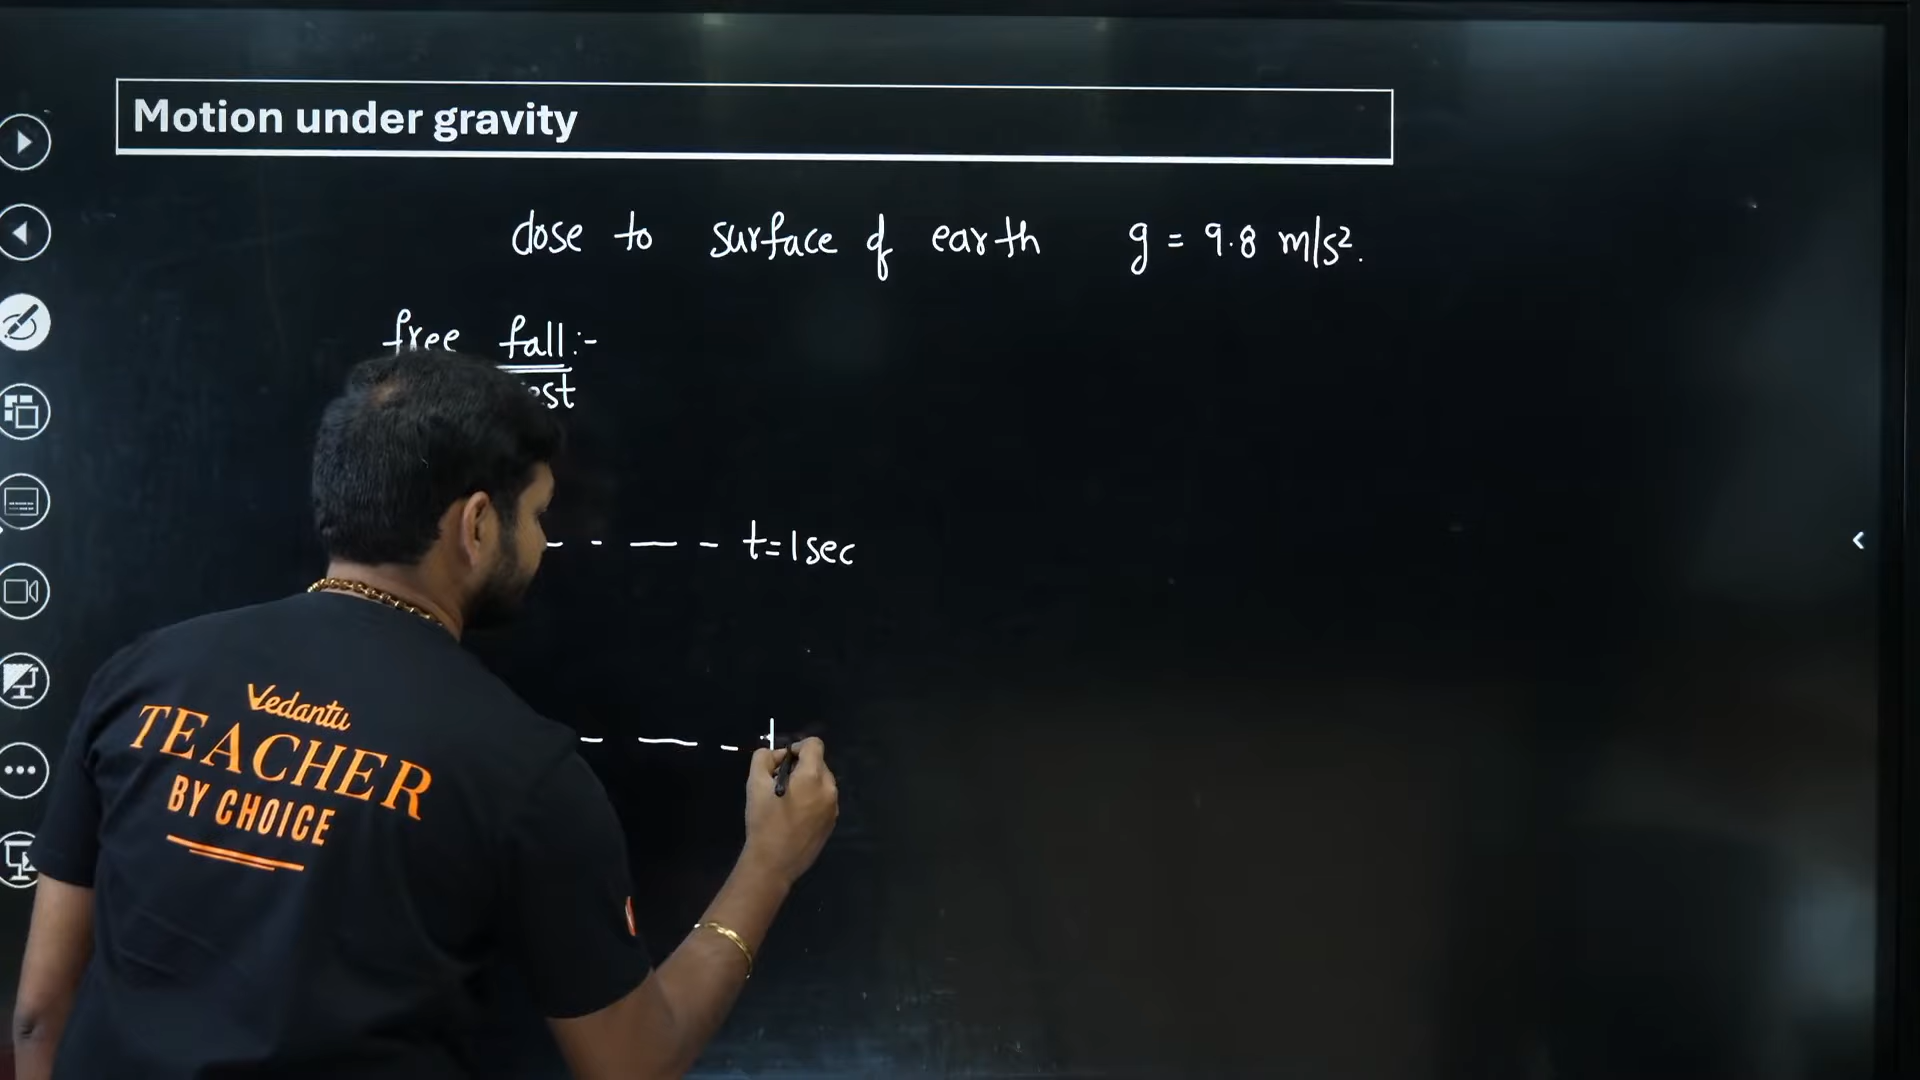 Motion under gravity
close to surface of earth g = 9.8 m/s².
free fall:-
t=1sec
t
Vedantu
TEACHER
BY CHOICE